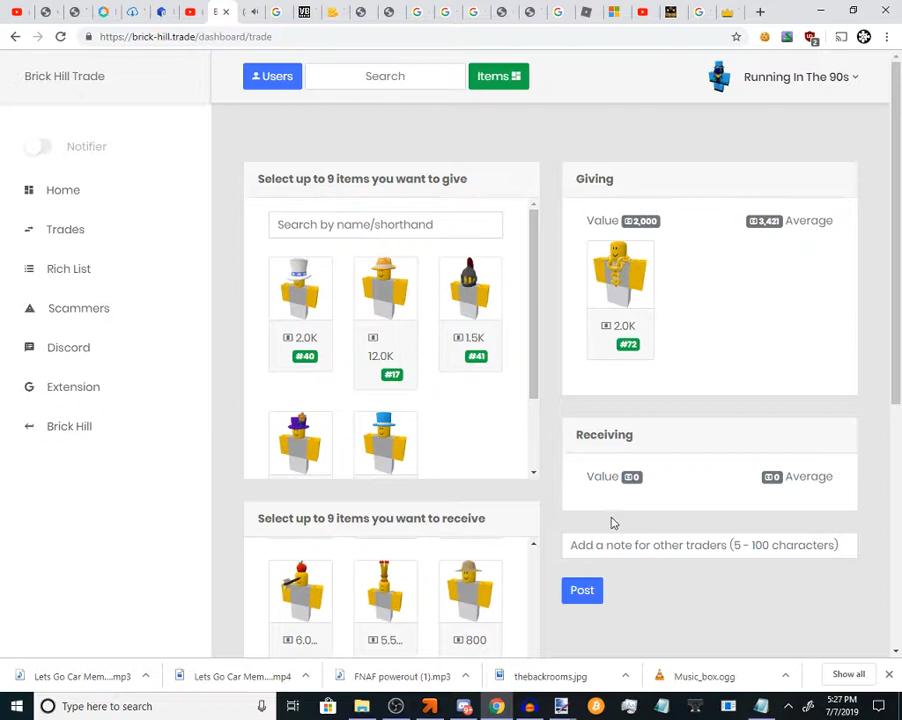 https://brick-hill.trade/dashboard/trade
2
Brick Hill Trade
Users
Search
Items
Running In The 90s
Notifier
Home
Trades
Rich List
Scammers
Discord
Extension
Brick Hill
Select up to 9 items you want to give
Search by name/shorthand
2.0K
#40
12.0K
#17
1.5K
#41
Select up to 9 items you want to receive
6.0...
5.5...
800
Giving
Value 2,000
3,421 Average
2.0K
#72
Receiving
Value 0
0 Average
Add a note for other traders (5 - 100 characters)
Post
Lets Go Car Mem....mp3
Lets Go Car Mem....mp4
FNAF powerout (1).mp3
thebackrooms.jpg
Music_box.ogg
Show all
Type here to search
5:27 PM
7/7/2019